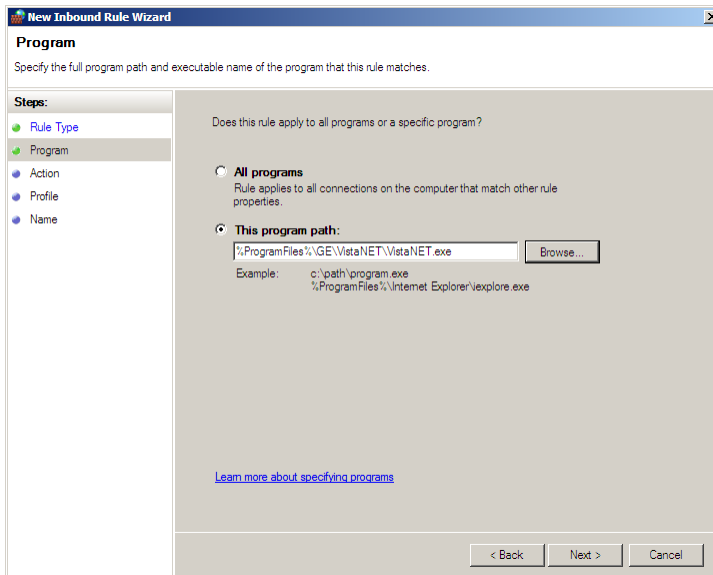 New Inbound Rule Wizard
Program
Specify the full program path and executable name of the program that this rule matches.
Steps:
Rule Type
Program
Action
Profile
Name
Does this rule apply to all programs or a specific program?
All programs
Rule applies to all connections on the computer that match other rule
properties.
This program path:
%ProgramFiles%\GE\VistaNET\VistaNET.exe
Browse...
Example: c:\path\program.exe
%ProgramFiles%\Internet Explorer\iexplore.exe
Learn more about specifying programs
< Back Next > Cancel